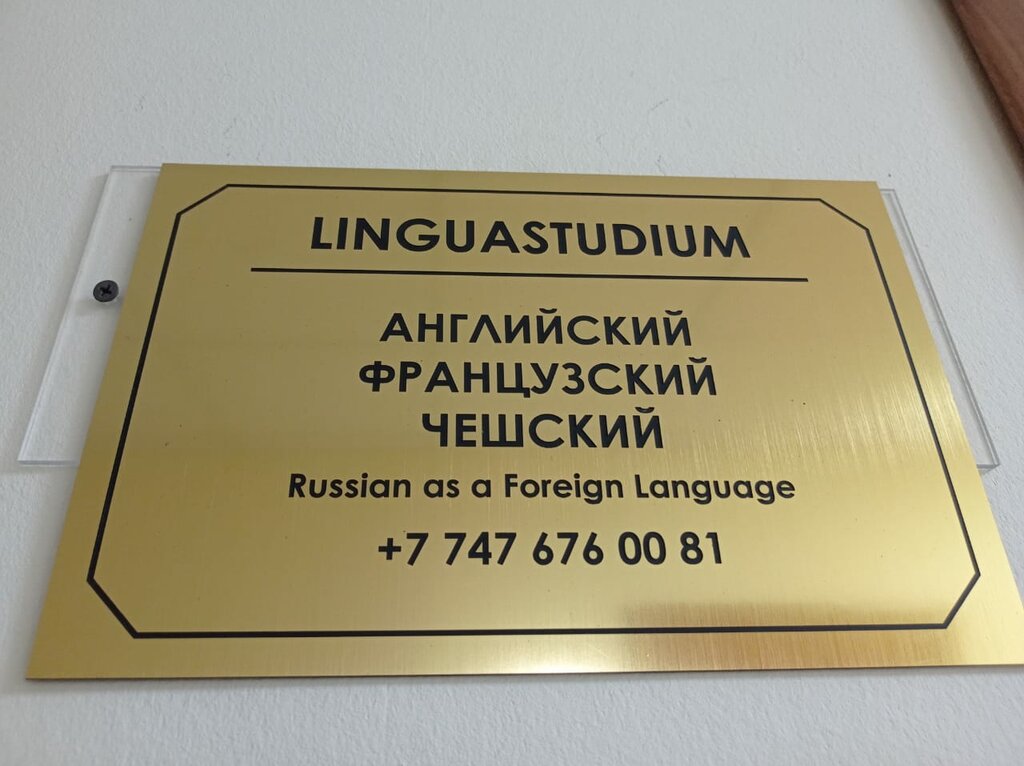 LINGUASTUDIUM
АНГЛИЙСКИЙ
ФРАНЦУЗСКИЙ
ЧЕШСКИЙ
Russian as a Foreign Language
+7 747 676 00 81